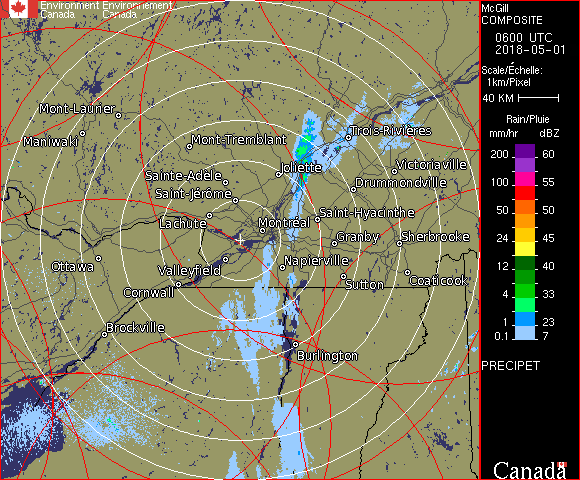 Environment Environnement
Canada Canada
McGill
COMPOSITE
0600 UTC
2018-05-01
Scale/Échelle:
1km/Pixel
40 KM
Rain/Pluie
mm/hr dBZ
200 60
100 55
50 50
24 45
12 40
4 33
1 23
0.1 7
PRECIPET
Mont-Laurier
Maniwaki
Mont-Tremblant
Trois-Rivières
Sainte-Adèle
Joliette
Victoriaville
Saint-Jérôme
Drummondville
Lachute
Montréal
Saint-Hyacinthe
Granby
Sherbrooke
Ottawa
Valleyfield
Napierville
Cornwall
Sutton
Coaticook
Brockville
Burlington
Canada